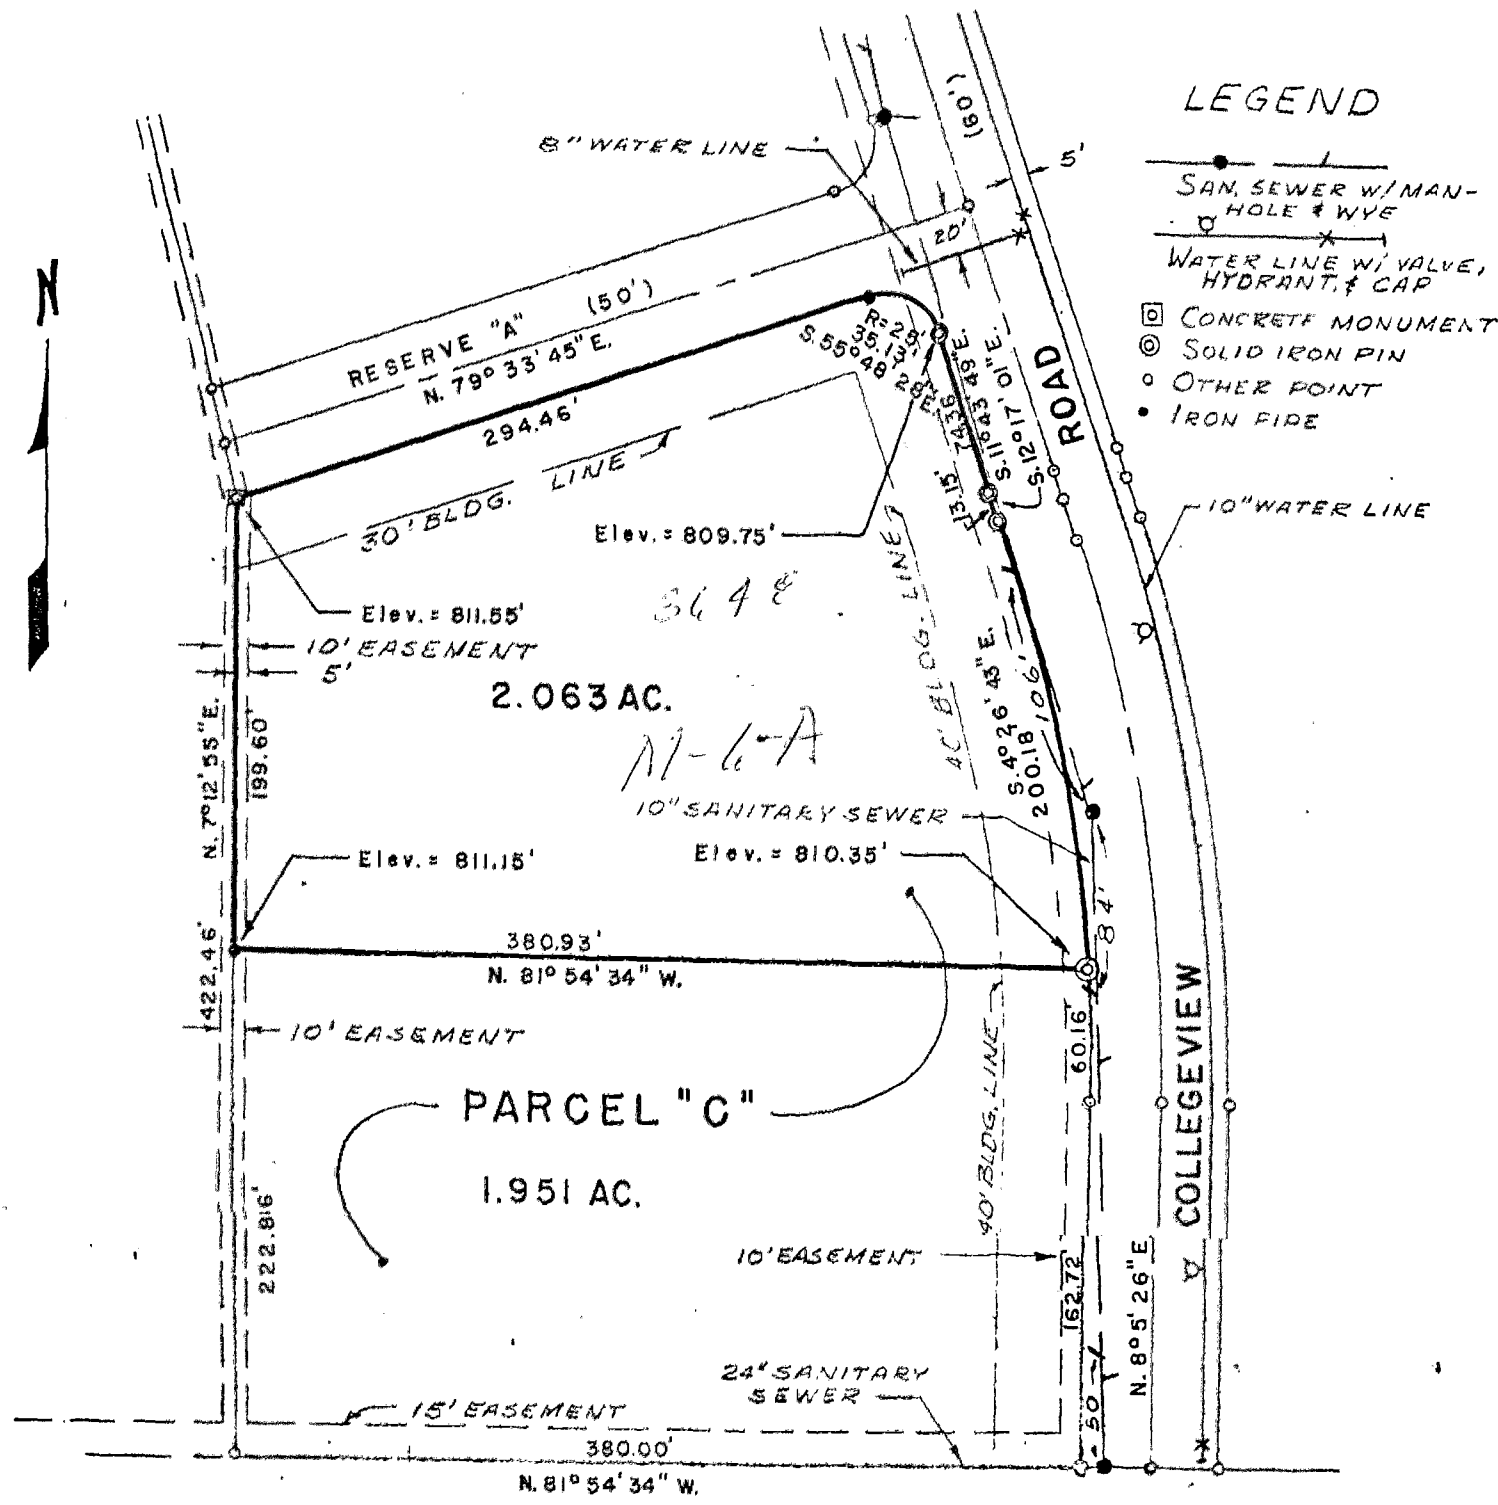 LEGEND
SAN. SEWER W/ MAN-
HOLE & WYE
WATER LINE W/ VALVE,
HYDRANT, & CAP
CONCRETE MONUMENT
SOLID IRON PIN
OTHER POINT
IRON PIPE
N
8" WATER LINE
(60')
5'
20'
RESERVE "A" (50')
N. 79° 33' 45" E.
294.46'
R=25'
35.13'
S. 55° 48' 28" E.
74.36
S. 11° 43' 49" E.
S. 12° 17' 01" E.
13.15'
ROAD
30' BLDG. LINE
Elev. = 809.75'
10" WATER LINE
Elev. = 811.55'
10' EASEMENT
5'
2.063 AC.
M-6-A
40' BLDG. LINE
S. 4° 26' 43" E.
200.18
106'
N. 7° 12' 55" E.
199.60'
10" SANITARY SEWER
Elev. = 811.15'
Elev. = 810.35'
84'
380.93'
N. 81° 54' 34" W.
422.46'
10' EASEMENT
60.16'
40' BLDG. LINE
COLLEGEVIEW
PARCEL "C"
1.951 AC.
222.86'
10' EASEMENT
162.72
N. 8° 5' 26" E
24" SANITARY
SEWER
50
15' EASEMENT
380.00'
N. 81° 54' 34" W.